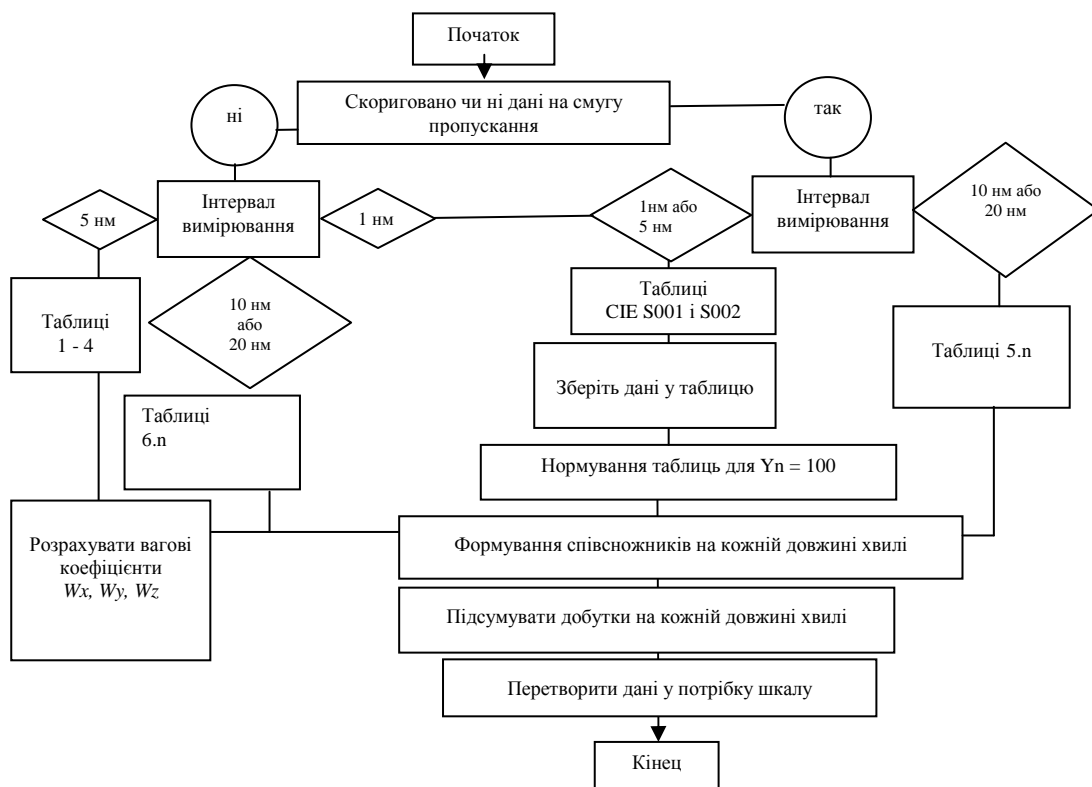 Початок
Скориговано чи ні дані на смугу
пропускання
ні
так
Інтервал
вимірювання
5 нм
1 нм
1нм або
5 нм
Інтервал
вимірювання
10 нм або
20 нм
Таблиці
1 - 4
10 нм
або
20 нм
Таблиці
CIE S001 і S002
Таблиці 5.n
Зберіть дані у таблицю
Таблиці
6.n
Нормування таблиць для Yn = 100
Розрахувати вагові
коефіцієнти
Wx, Wy, Wz
Формування співсножників на кожній довжині хвилі
Підсумувати добутки на кожній довжині хвилі
Перетворити дані у потрібку шкалу
Кінец